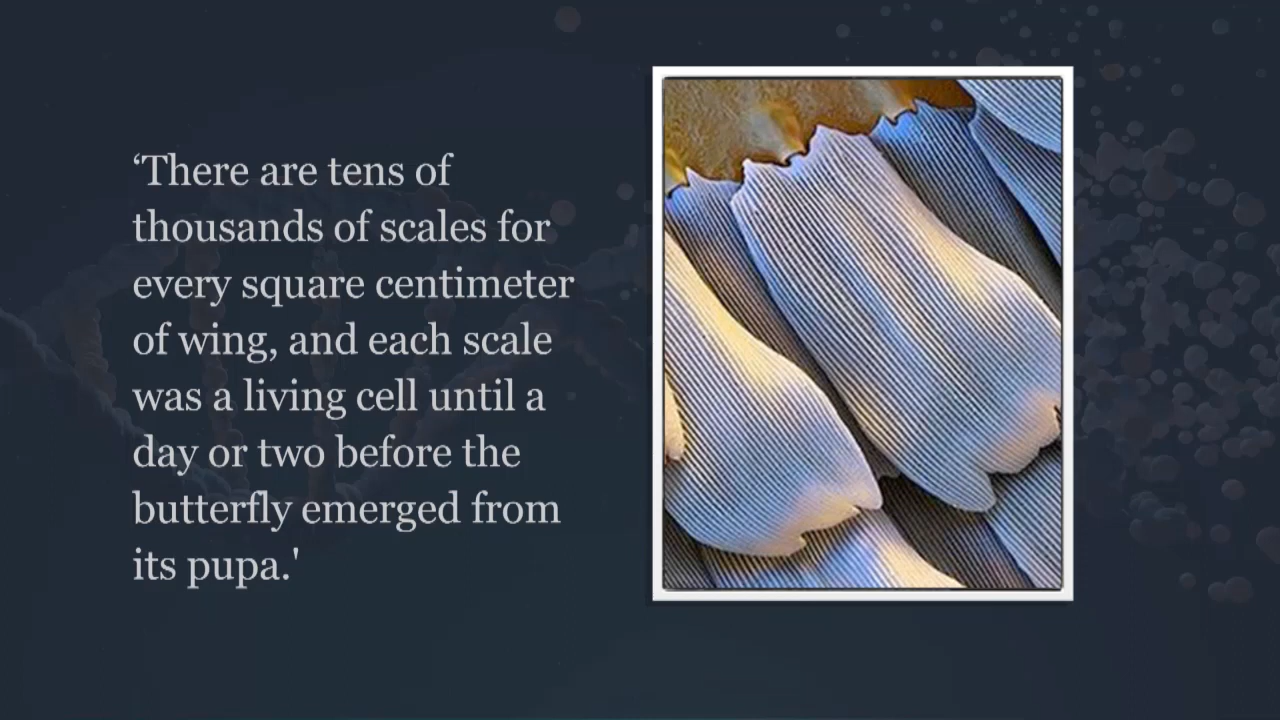 ‘There are tens of
thousands of scales for
every square centimeter
of wing, and each scale
was a living cell until a
day or two before the
butterfly emerged from
its pupa.'